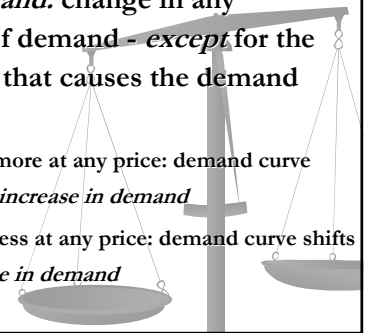 and: change in any
f demand - except for the
that causes the demand
more at any price: demand curve
increase in demand
ess at any price: demand curve shifts
e in demand